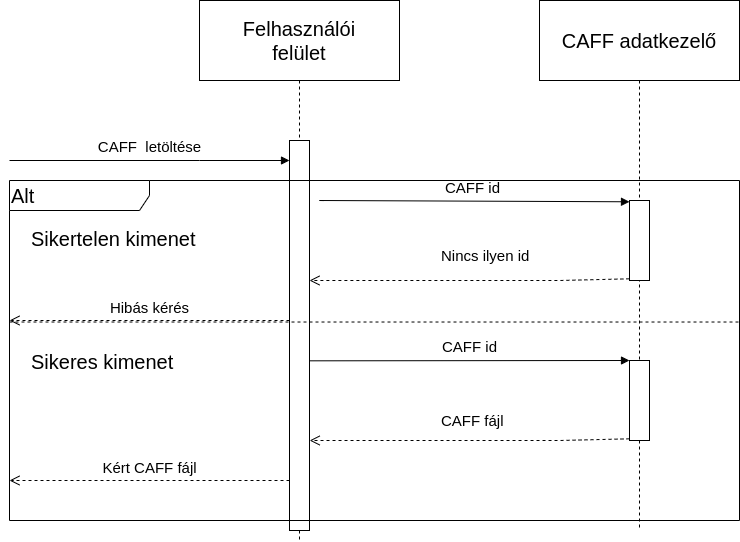 Felhasználói
felület
CAFF adatkezelő
CAFF  letöltése
Alt
CAFF id
Sikertelen kimenet
Nincs ilyen id
Hibás kérés
CAFF id
Sikeres kimenet
CAFF fájl
Kért CAFF fájl